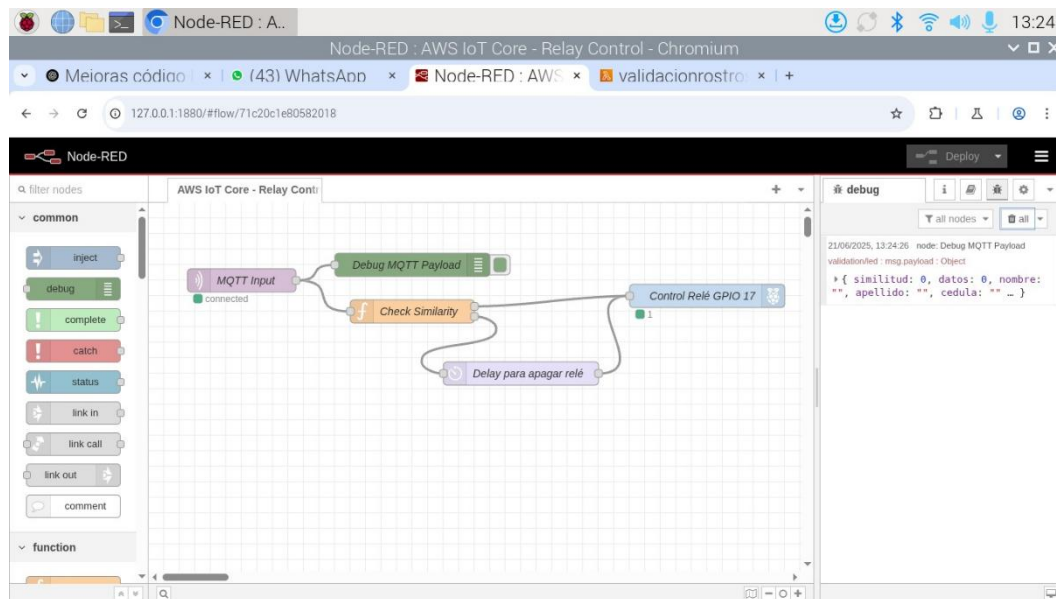 Node-RED : A..
13:24
Node-RED : AWS IoT Core - Relay Control - Chromium
Mejoras código
(43) WhatsApp
Node-RED : AWS
validacionrostro
127.0.0.1:1880/#flow/71c20c1e80582018
Node-RED
Deploy
filter nodes
AWS IoT Core - Relay Contr
debug
i
common
all nodes
all
inject
debug
complete
catch
status
link in
link call
link out
comment
function
MQTT Input
connected
Debug MQTT Payload
Check Similarity
Control Relé GPIO 17
1
Delay para apagar relé
21/06/2025, 13:24:26 node: Debug MQTT Payload
validation/led : msg.payload : Object
{ similitud: 0, datos: 0, nombre:
"", apellido: "", cedula: "" … }